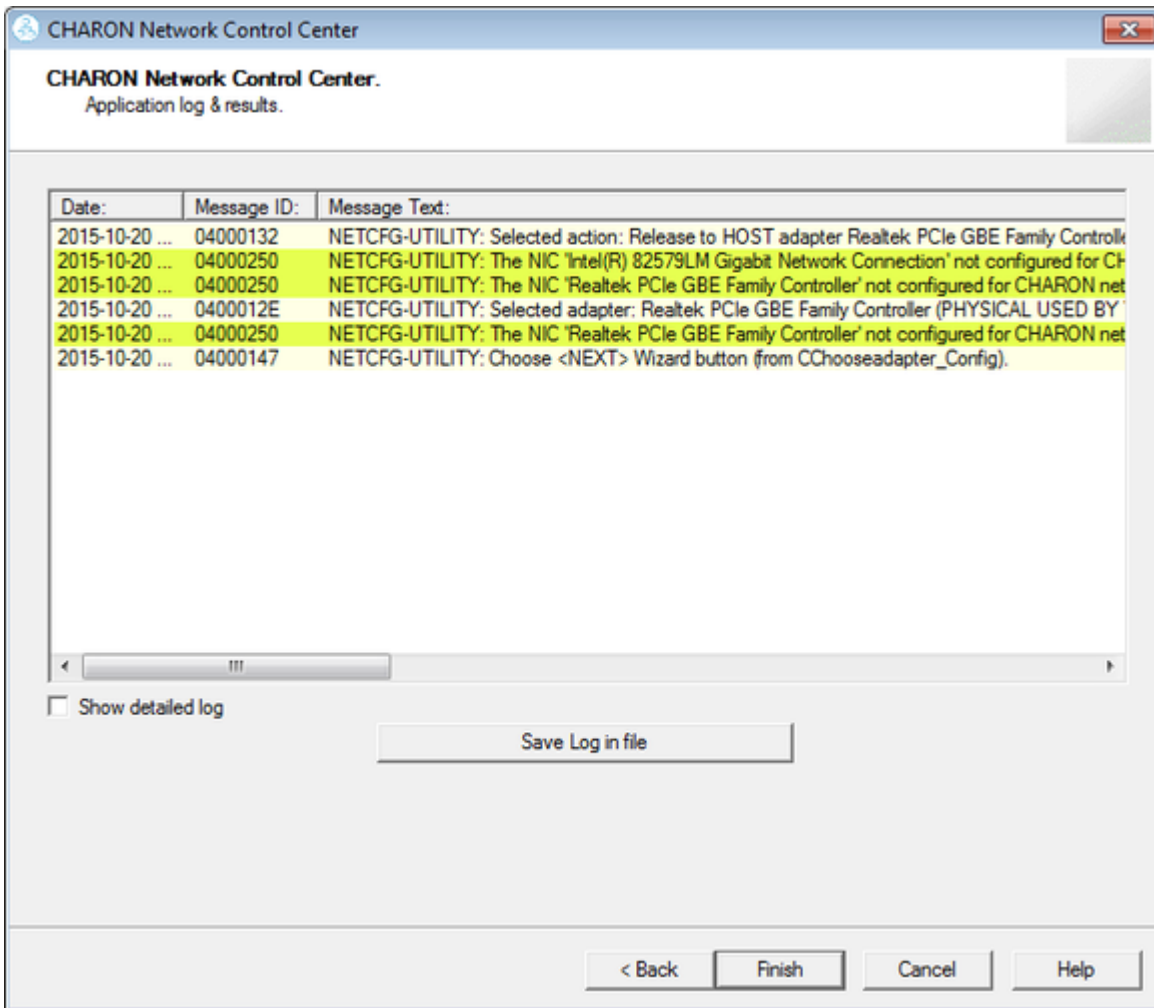 CHARON Network Control Center
CHARON Network Control Center.
Application log & results.
Date: Message ID: Message Text:
2015-10-20 ... 04000132 NETCFG-UTILITY: Selected action: Release to HOST adapter Realtek PCIe GBE Family Controlle
2015-10-20 ... 04000250 NETCFG-UTILITY: The NIC 'Intel(R) 82579LM Gigabit Network Connection' not configured for CH
2015-10-20 ... 04000250 NETCFG-UTILITY: The NIC 'Realtek PCIe GBE Family Controller' not configured for CHARON net
2015-10-20 ... 0400012E NETCFG-UTILITY: Selected adapter: Realtek PCIe GBE Family Controller (PHYSICAL USED BY
2015-10-20 ... 04000250 NETCFG-UTILITY: The NIC 'Realtek PCIe GBE Family Controller' not configured for CHARON net
2015-10-20 ... 04000147 NETCFG-UTILITY: Choose <NEXT> Wizard button (from CChooseadapter_Config).
Show detailed log
Save Log in file
< Back Finish Cancel Help